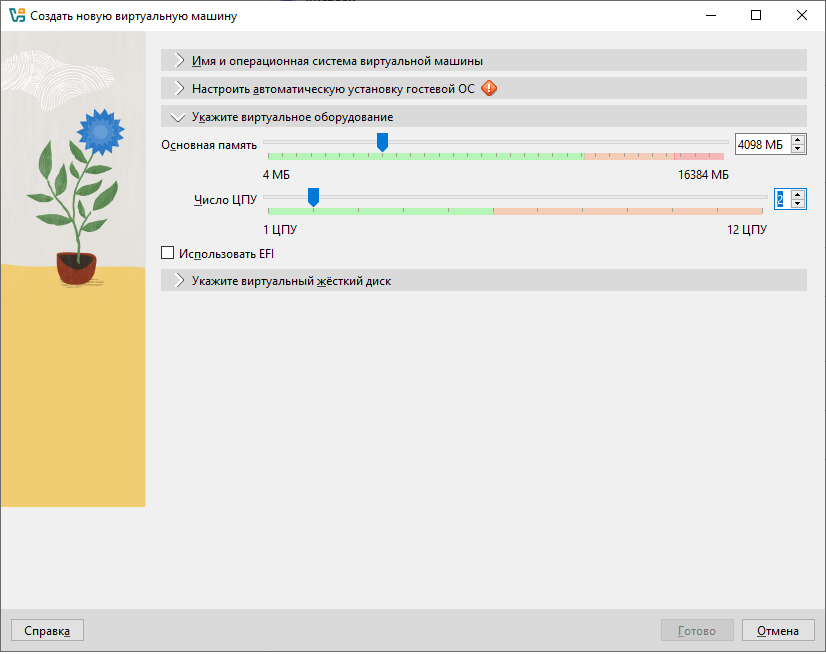 Создать новую виртуальную машину
Имя и операционная система виртуальной машины
Настроить автоматическую установку гостевой ОС
Укажите виртуальное оборудование
Основная память
4098 МБ
4 МБ 16384 МБ
Число ЦПУ
2
1 ЦПУ 12 ЦПУ
Использовать EFI
Укажите виртуальный жёсткий диск
Справка Готово Отмена